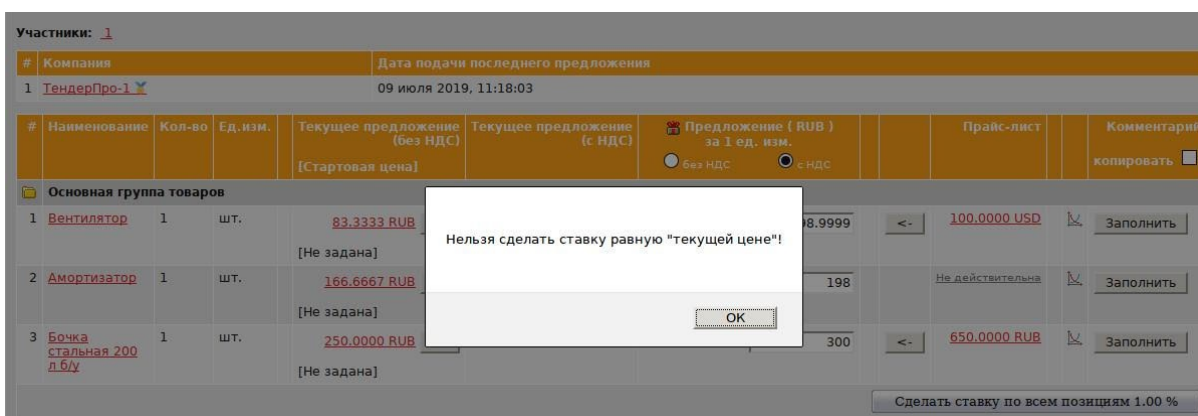 Участники: 1
# Компания Дата подачи последнего предложения
1 ТендерПро-1 09 июля 2019, 11:18:03
# Наименование Кол-во Ед.изм. Текущее предложение (без НДС) [Стартовая цена] Текущее предложение (с НДС) Предложение ( RUB ) за 1 ед. изм. без НДС с НДС Прайс-лист Комментарий копировать
Основная группа товаров
1 Вентилятор 1 шт. 83.3333 RUB 8.9999 <- 100.0000 USD Заполнить
[Не задана]
Нельзя сделать ставку равную "текущей цене"!
2 Амортизатор 1 шт. 166.6667 RUB 198 Не действительна Заполнить
[Не задана]
OK
3 Бочка стальная 200 л б/у 1 шт. 250.0000 RUB 300 <- 650.0000 RUB Заполнить
[Не задана]
Сделать ставку по всем позициям 1.00 %